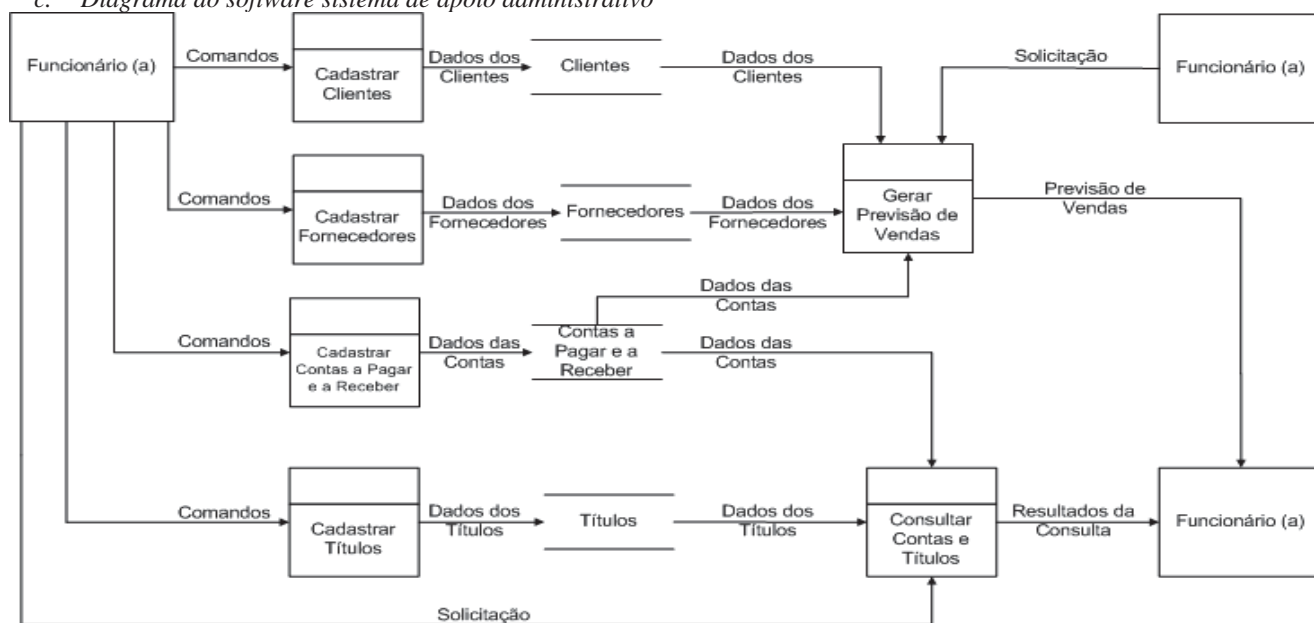 c. Diagrama do software sistema de apoio administrativo
Funcionário (a)
Comandos
Cadastrar
Clientes
Dados dos
Clientes
Clientes
Dados dos
Clientes
Solicitação
Funcionário (a)
Comandos
Cadastrar
Fornecedores
Dados dos
Fornecedores
Fornecedores
Dados dos
Fornecedores
Gerar
Previsão de
Vendas
Previsão de
Vendas
Dados das
Contas
Comandos
Cadastrar
Contas a Pagar
e a Receber
Dados das
Contas
Contas a
Pagar e a
Receber
Dados das
Contas
Comandos
Cadastrar
Títulos
Dados dos
Títulos
Títulos
Dados dos
Títulos
Consultar
Contas e
Títulos
Resultados da
Consulta
Funcionário (a)
Solicitação